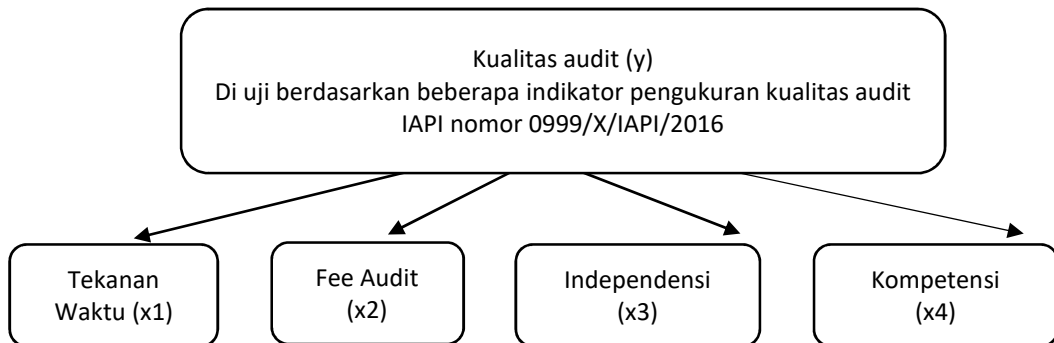 Kualitas audit (y)
Di uji berdasarkan beberapa indikator pengukuran kualitas audit
IAPI nomor 0999/X/IAPI/2016
Tekanan
Waktu (x1)
Fee Audit
(x2)
Independensi
(x3)
Kompetensi
(x4)